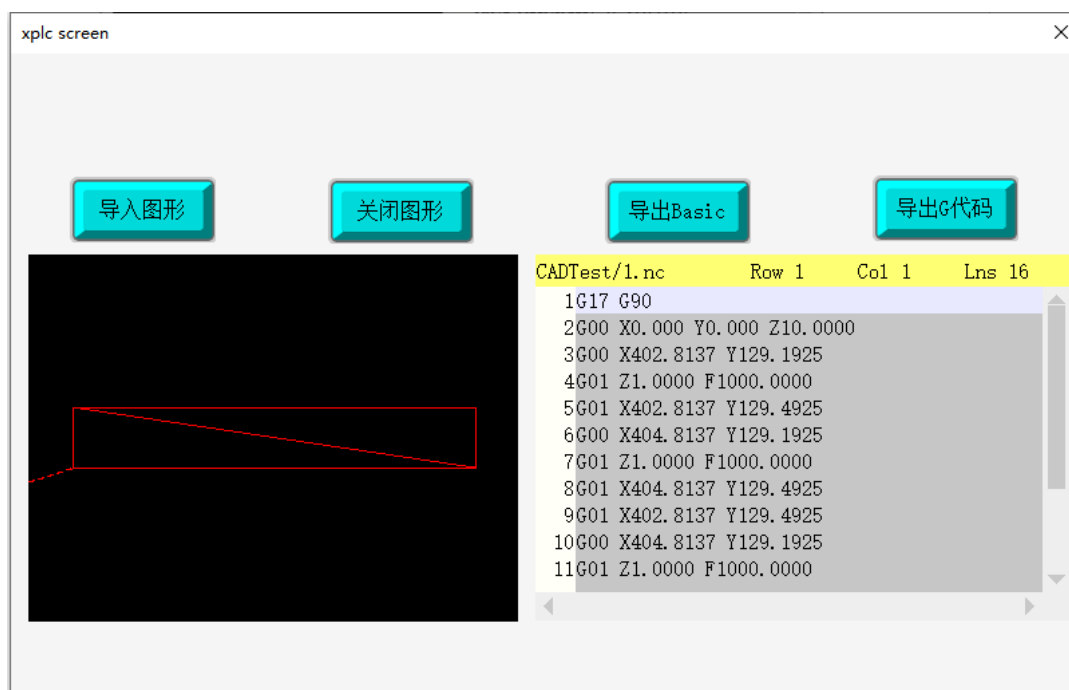 xplc screen
导入图形 关闭图形 导出Basic 导出G代码
CADTest/1.nc Row 1 Col 1 Lns 16
1G17 G90
2G00 X0.000 Y0.000 Z10.0000
3G00 X402.8137 Y129.1925
4G01 Z1.0000 F1000.0000
5G01 X402.8137 Y129.4925
6G00 X404.8137 Y129.1925
7G01 Z1.0000 F1000.0000
8G01 X404.8137 Y129.4925
9G01 X402.8137 Y129.4925
10G00 X404.8137 Y129.1925
11G01 Z1.0000 F1000.0000